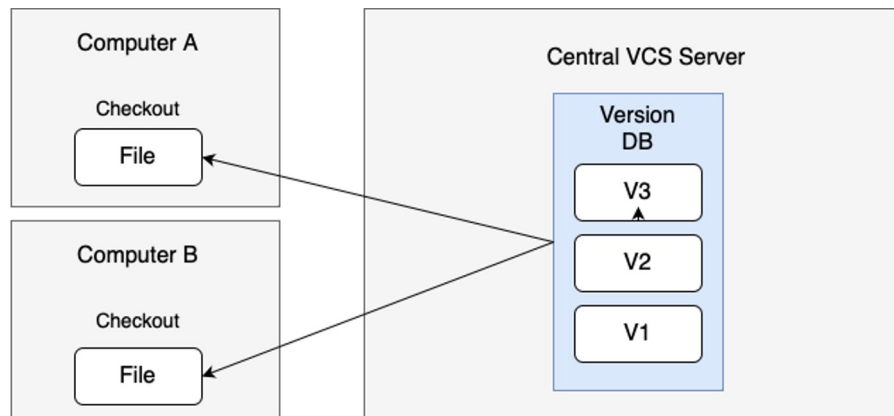 Computer A
Checkout
File
Computer B
Checkout
File
Central VCS Server
Version
DB
V3
V2
V1